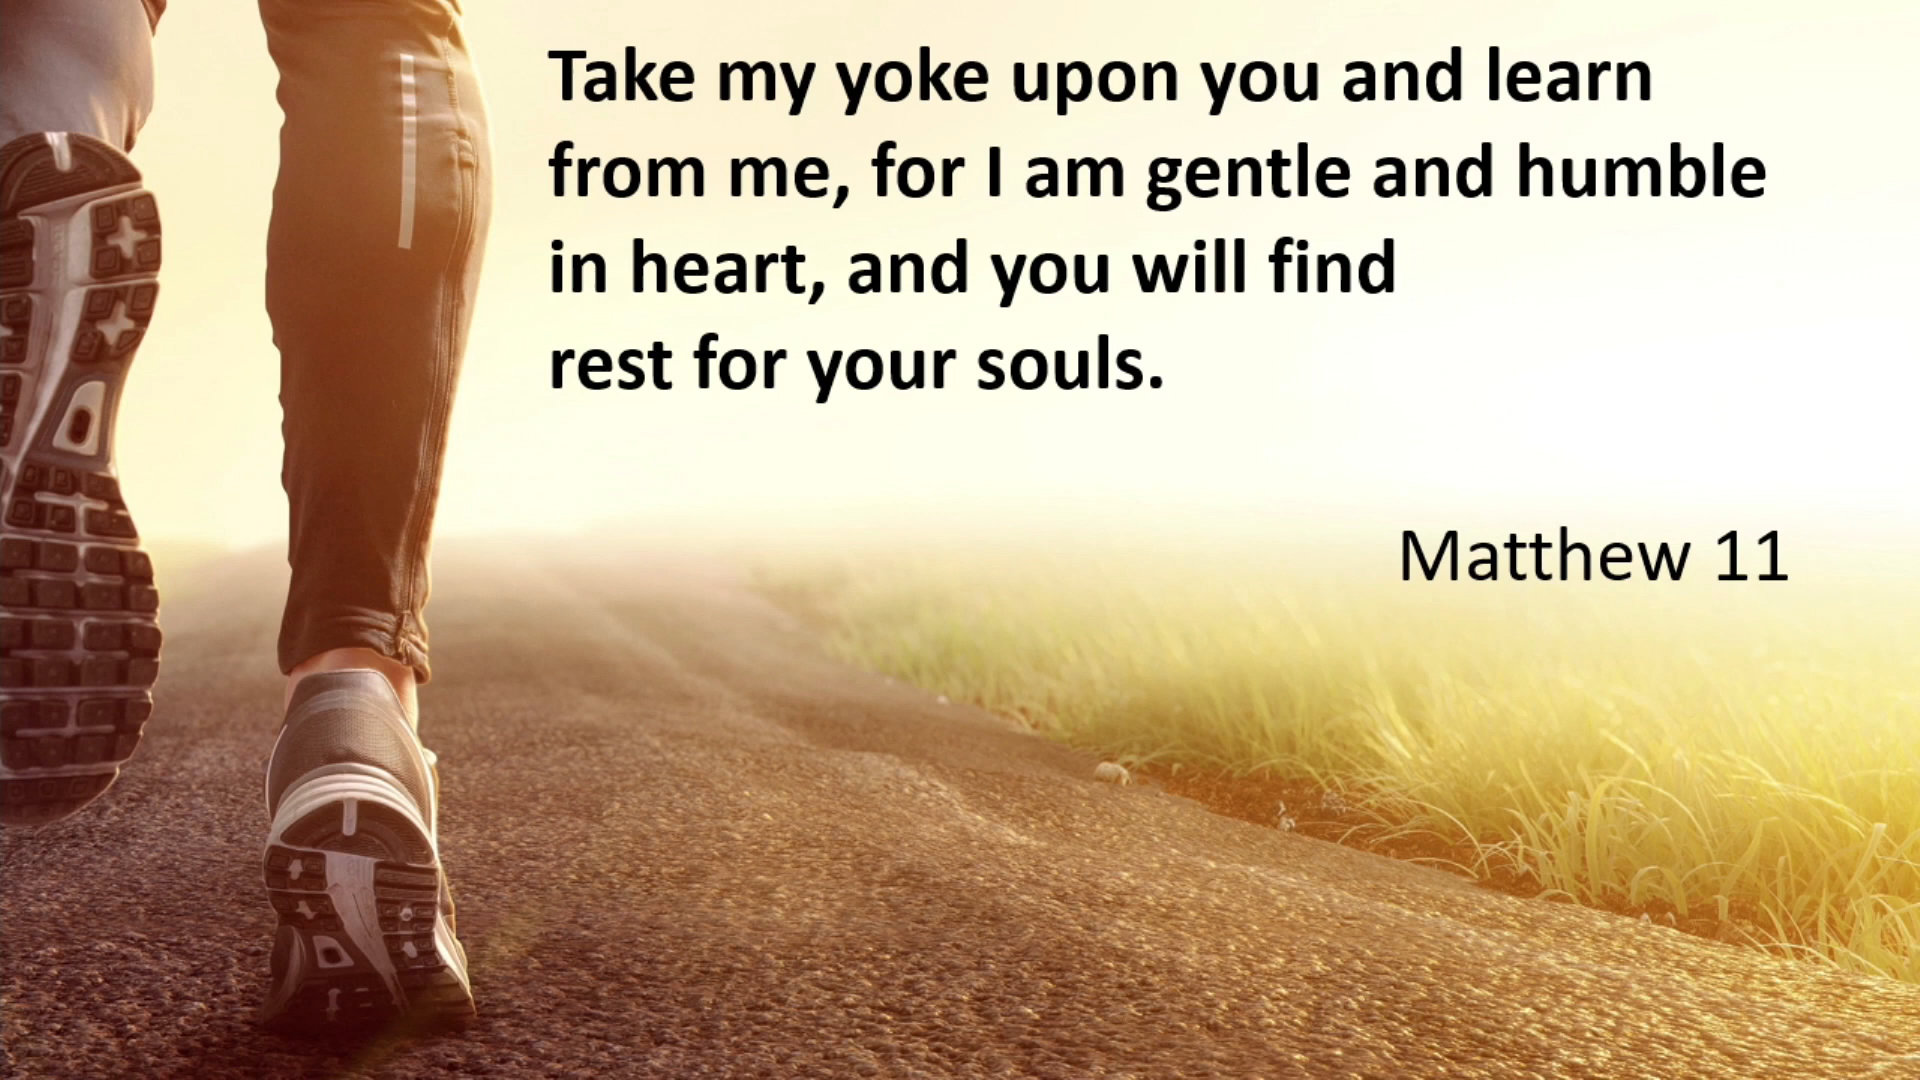 Take my yoke upon you and learn
from me, for I am gentle and humble
in heart, and you will find
rest for your souls.
Matthew 11